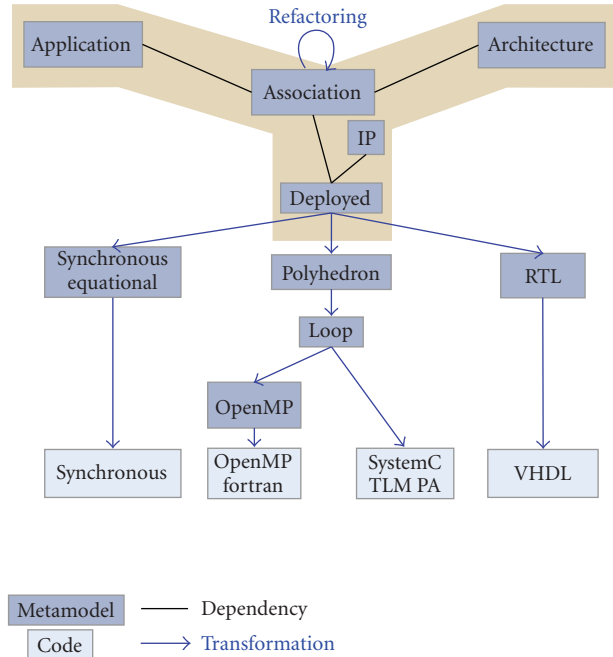 Refactoring
Application
Architecture
Association
IP
Deployed
Synchronous
equational
Polyhedron
RTL
Loop
OpenMP
Synchronous
OpenMP
fortran
SystemC
TLM PA
VHDL
Metamodel
Dependency
Code
Transformation